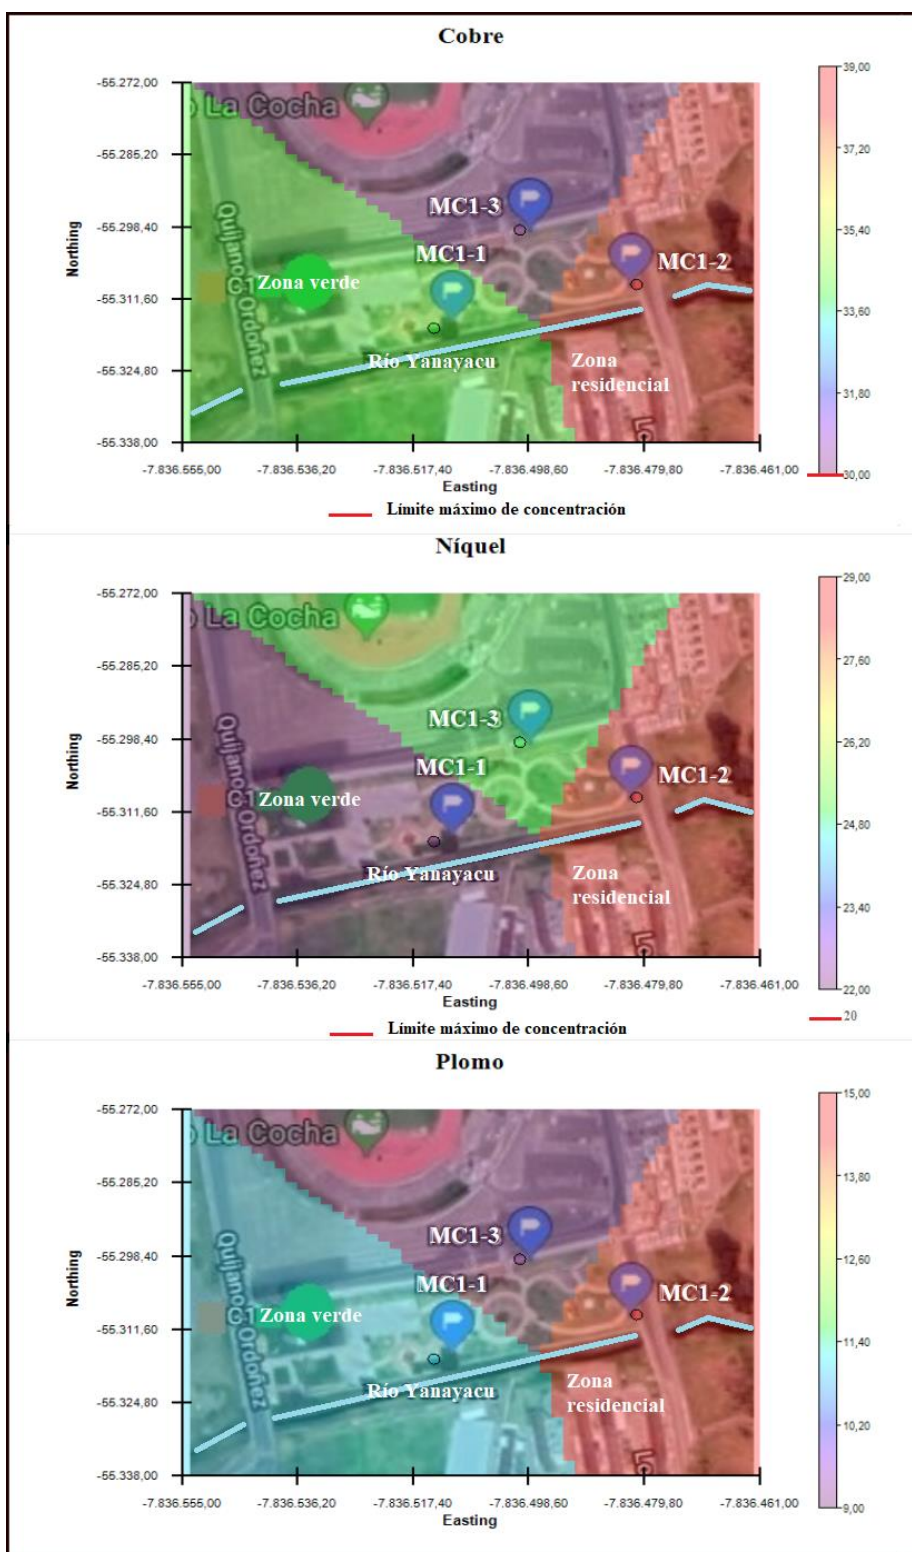 Cobre
39,00
-55.272,00
o La Cocha
37,20
-55.285,20
MC1-3
35,40
-55.298,40
Northing
MC1-1
MC1-2
Quijano Ordoñez
C1
Zona verde
-55.311,60
33,60
Río Yanayacu
Zona
residencial
-55.324,80
31,80
-55.338,00
-7.836.555,00
-7.836.536,20
-7.836.517,40
-7.836.498,60
-7.836.479,80
-7.836.461,00
30,00
Easting
Límite máximo de concentración
Níquel
29,00
-55.272,00
o La Cocha
27,60
-55.285,20
MC1-3
26,20
-55.298,40
Northing
MC1-1
MC1-2
Quijano Ordoñez
C1
Zona verde
-55.311,60
24,80
Río Yanayacu
Zona
residencial
-55.324,80
23,40
-55.338,00
-7.836.555,00
-7.836.536,20
-7.836.517,40
-7.836.498,60
-7.836.479,80
-7.836.461,00
22,00
Easting
20
Límite máximo de concentración
Plomo
15,00
-55.272,00
o La Cocha
13,80
-55.285,20
MC1-3
12,60
-55.298,40
Northing
MC1-1
MC1-2
Quijano Ordoñez
C1
Zona verde
-55.311,60
11,40
Río Yanayacu
Zona
residencial
-55.324,80
10,20
-55.338,00
-7.836.555,00
-7.836.536,20
-7.836.517,40
-7.836.498,60
-7.836.479,80
-7.836.461,00
9,00
Easting